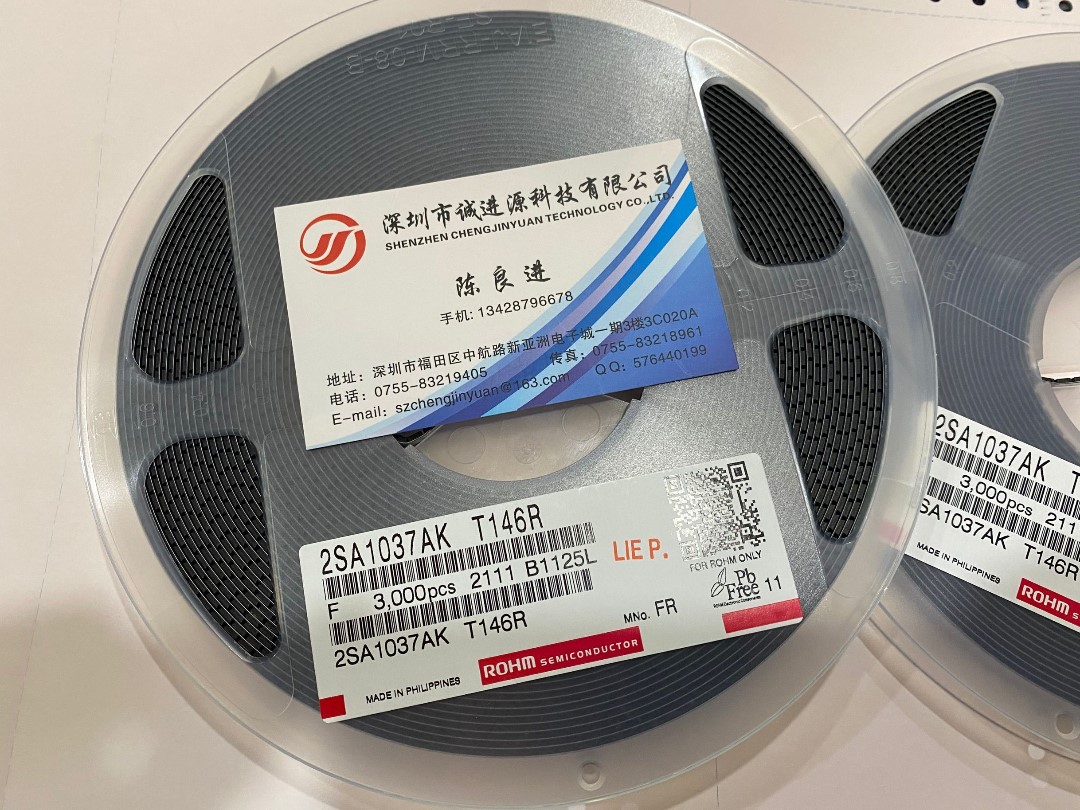 深圳市诚进源科技有限公司
SHENZHEN CHENGJINYUAN TECHNOLOGY CO.,LTD.
陈良进
手机: 13428796678
地址: 深圳市福田区中航路新亚洲电子城一期3楼3C020A
电话: 0755-83219405 传真: 0755-83218961
E-mail: szchengjinyuan@163.com QQ: 576440199
2SA1037AK T146R
F 3,000pcs 2111 B1125L
2SA1037AK T146R
LIE P.
FOR ROHM ONLY
Pb
Free 11
MNo. FR
ROHM SEMICONDUCTOR
MADE IN PHILIPPINES
2SA1037AK T
3,000pcs 2111
SA1037AK T146R
MADE IN PHILIPPINES
ROHM